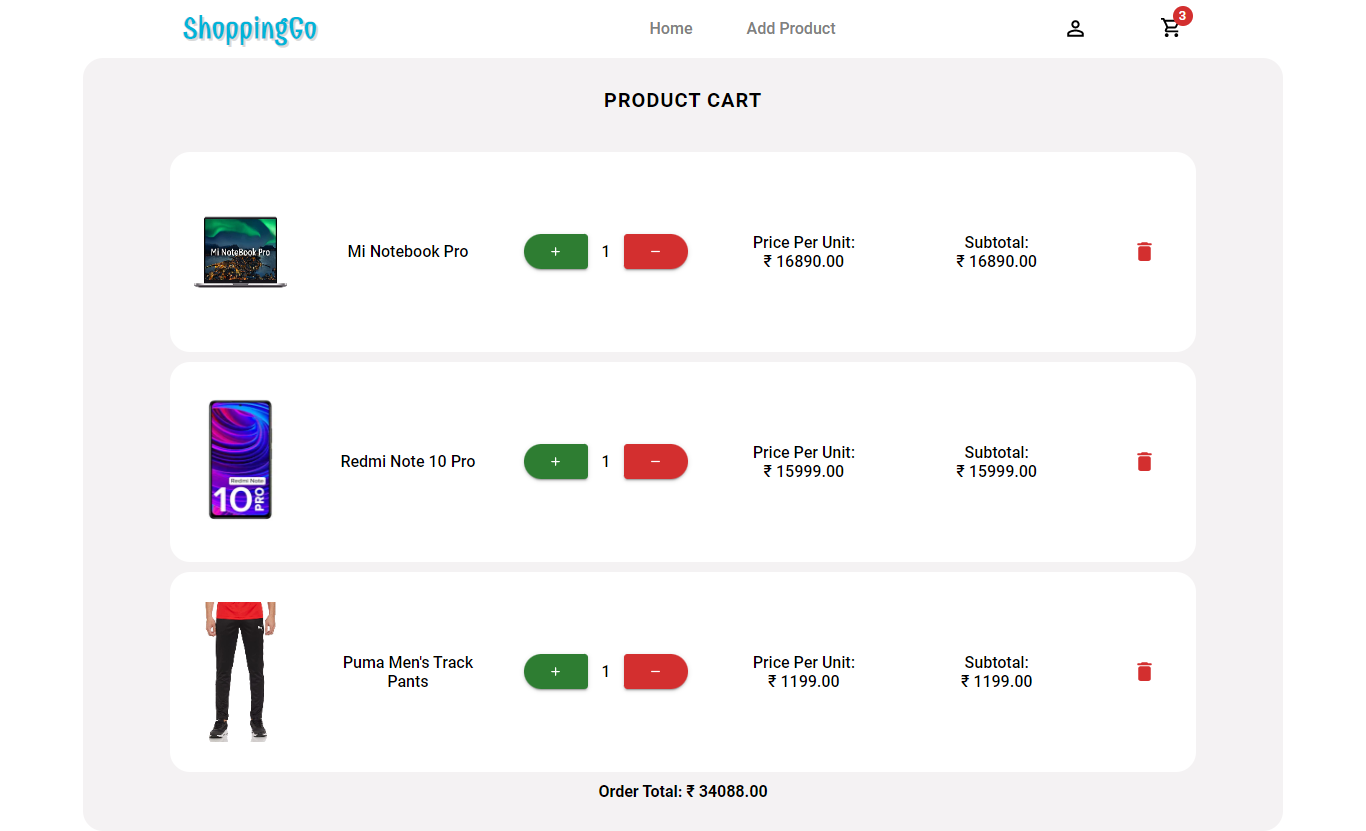 ShoppingGo
Home
Add Product
3
PRODUCT CART
Mi NoteBook Pro
Mi Notebook Pro
+
1
−
Price Per Unit:
₹ 16890.00
Subtotal:
₹ 16890.00
Redmi Note
10 PRO
Redmi Note 10 Pro
+
1
−
Price Per Unit:
₹ 15999.00
Subtotal:
₹ 15999.00
Puma Men's Track
Pants
+
1
−
Price Per Unit:
₹ 1199.00
Subtotal:
₹ 1199.00
Order Total: ₹ 34088.00